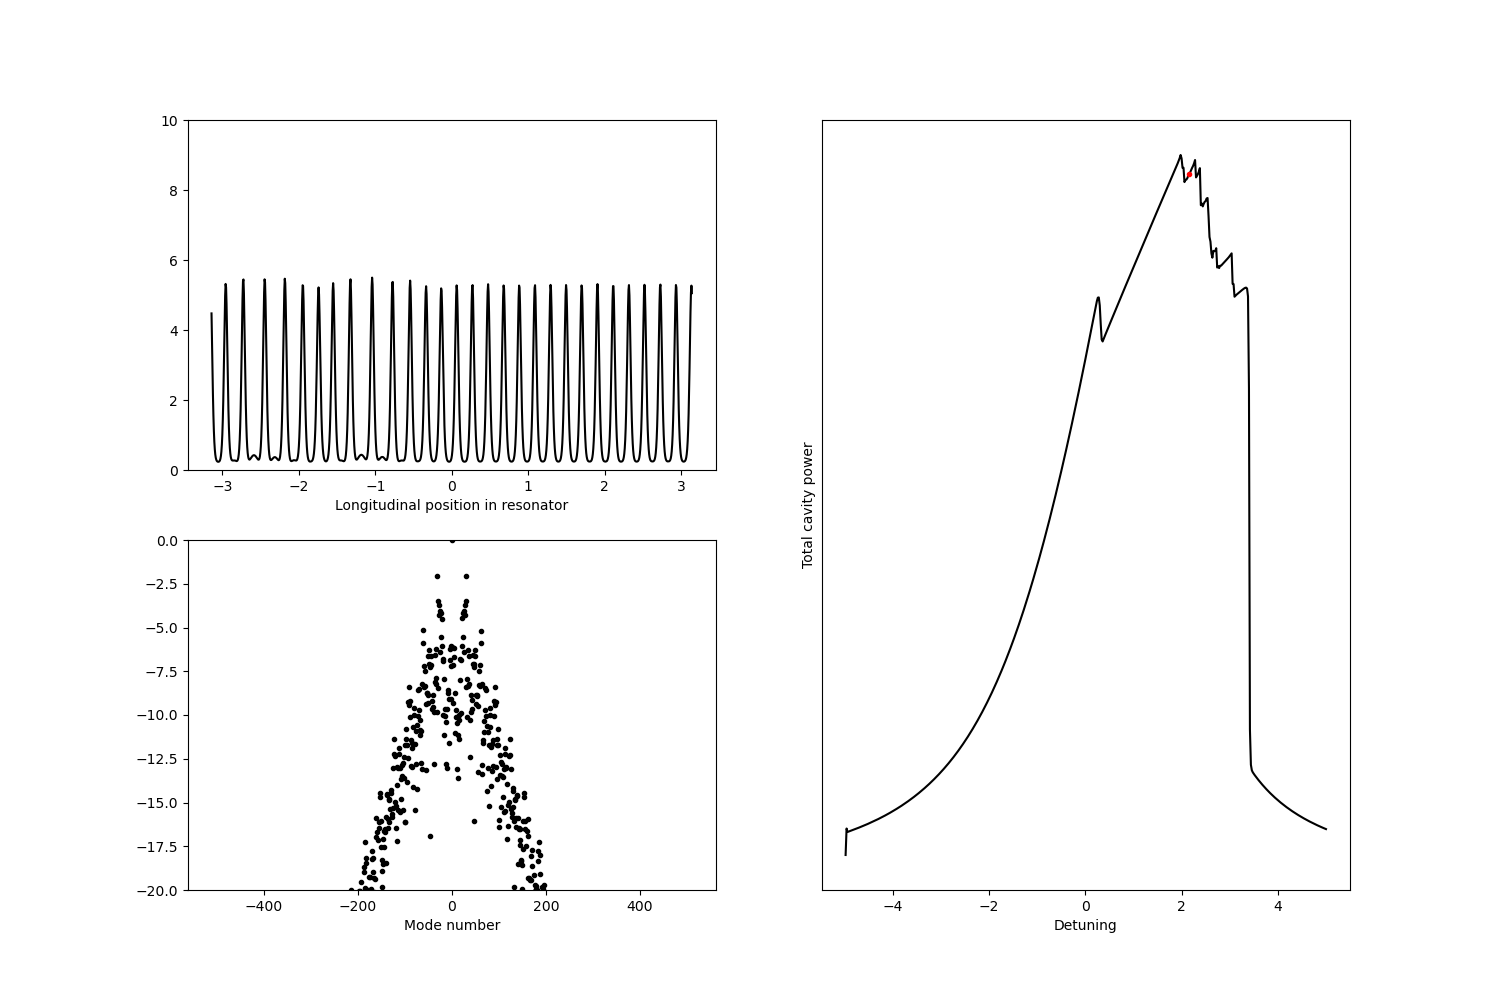 10
8
6
4
2
0
−3 −2 −1 0 1 2 3
Longitudinal position in resonator
0.0
−2.5
−5.0
−7.5
−10.0
−12.5
−15.0
−17.5
−20.0
−400 −200 0 200 400
Mode number
Total cavity power
−4 −2 0 2 4
Detuning